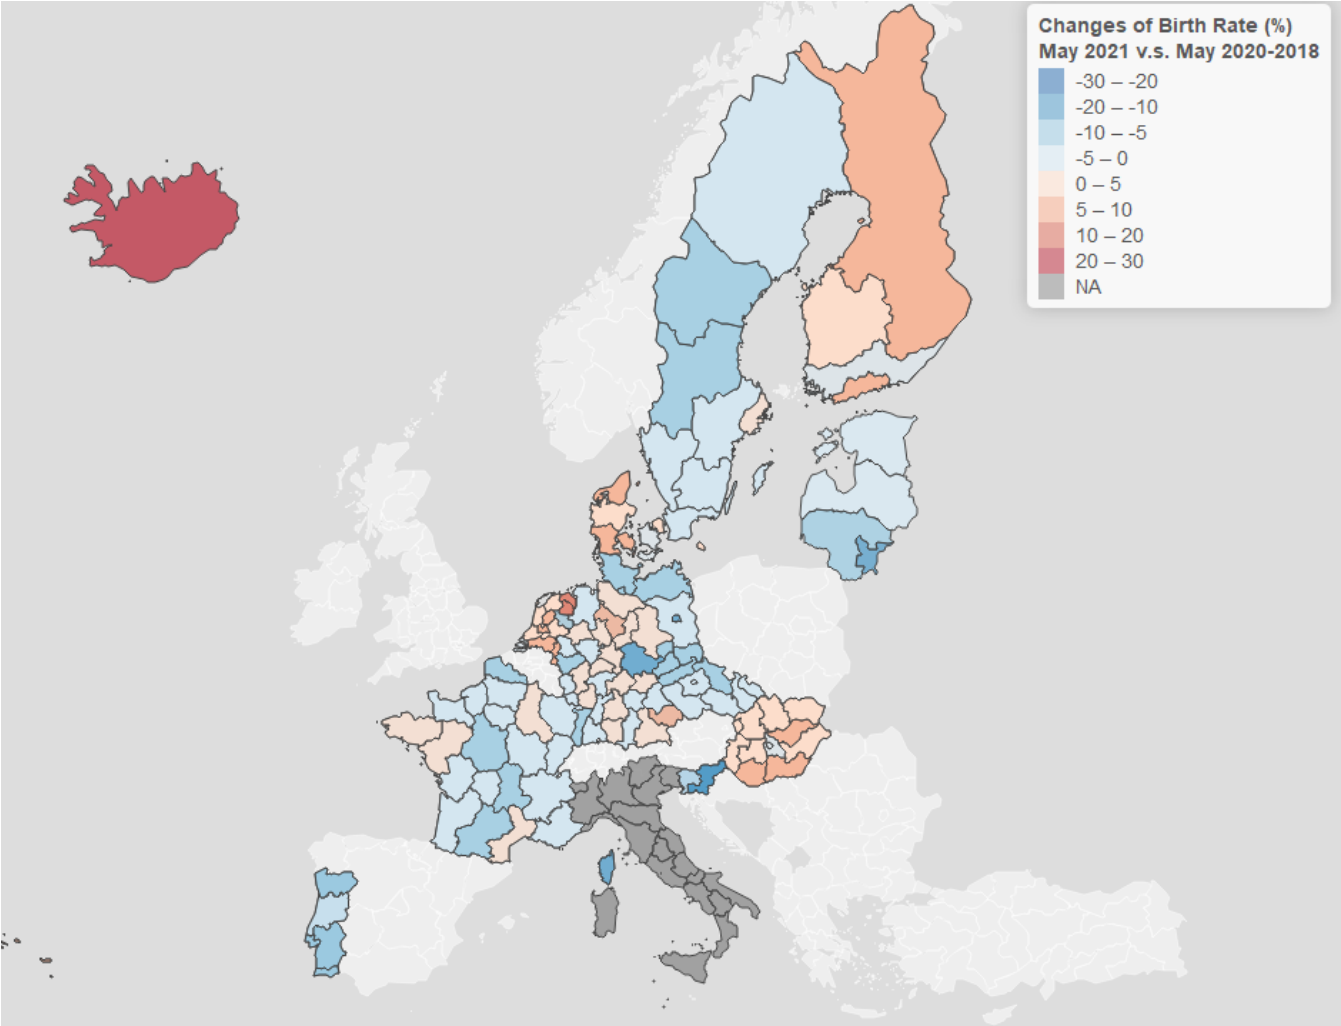 Changes of Birth Rate (%)
May 2021 v.s. May 2020-2018
-30 – -20
-20 – -10
-10 – -5
-5 – 0
0 – 5
5 – 10
10 – 20
20 – 30
NA